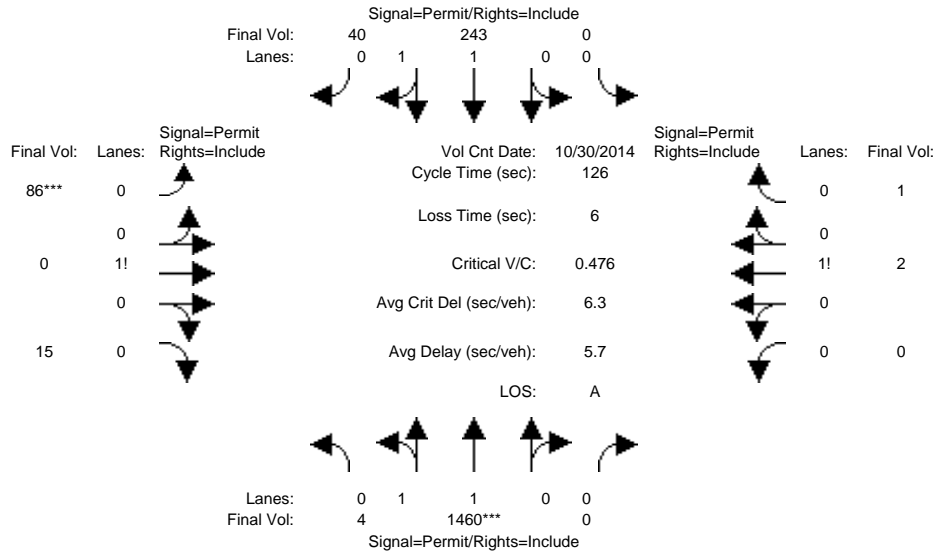 Signal=Permit/Rights=Include
Final Vol: 40 243 0
Lanes: 0 1 1 0 0
Signal=Permit
Final Vol: Lanes: Rights=Include
Vol Cnt Date: 10/30/2014
Signal=Permit
Rights=Include Lanes: Final Vol:
Cycle Time (sec): 126
86*** 0
0 1
Loss Time (sec): 6
0
0
0 1!
Critical V/C: 0.476
1! 2
0
Avg Crit Del (sec/veh): 6.3
0
15 0
Avg Delay (sec/veh): 5.7
0 0
LOS: A
Lanes: 0 1 1 0 0
Final Vol: 4 1460*** 0
Signal=Permit/Rights=Include